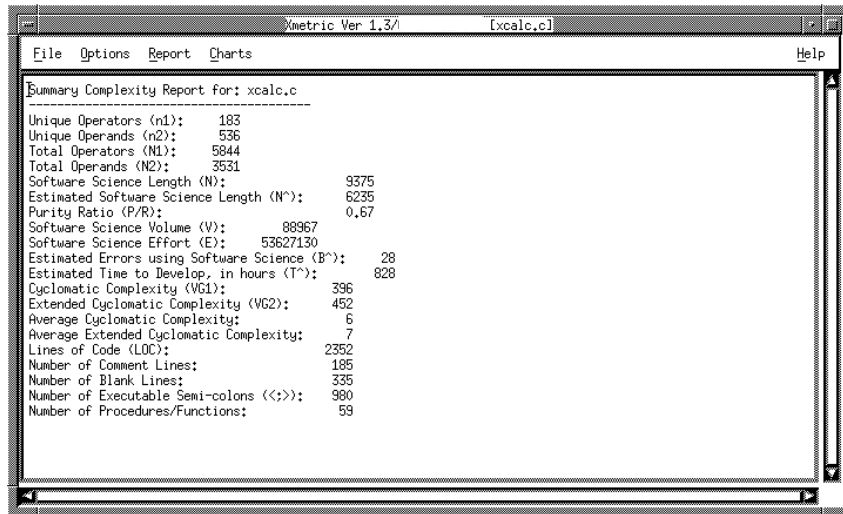 Xmetric Ver 1.3/ [xcalc.c]
File Options Report Charts Help
Summary Complexity Report for: xcalc.c
----------------------------------------
Unique Operators (n1): 183
Unique Operands (n2): 536
Total Operators (N1): 5844
Total Operands (N2): 3531
Software Science Length (N): 9375
Estimated Software Science Length (N^): 6235
Purity Ratio (P/R): 0.67
Software Science Volume (V): 88967
Software Science Effort (E): 53627130
Estimated Errors using Software Science (B^): 28
Estimated Time to Develop, in hours (T^): 828
Cyclomatic Complexity (VG1): 396
Extended Cyclomatic Complexity (VG2): 452
Average Cyclomatic Complexity: 6
Average Extended Cyclomatic Complexity: 7
Lines of Code (LOC): 2352
Number of Comment Lines: 185
Number of Blank Lines: 335
Number of Executable Semi-colons (<;>): 980
Number of Procedures/Functions: 59